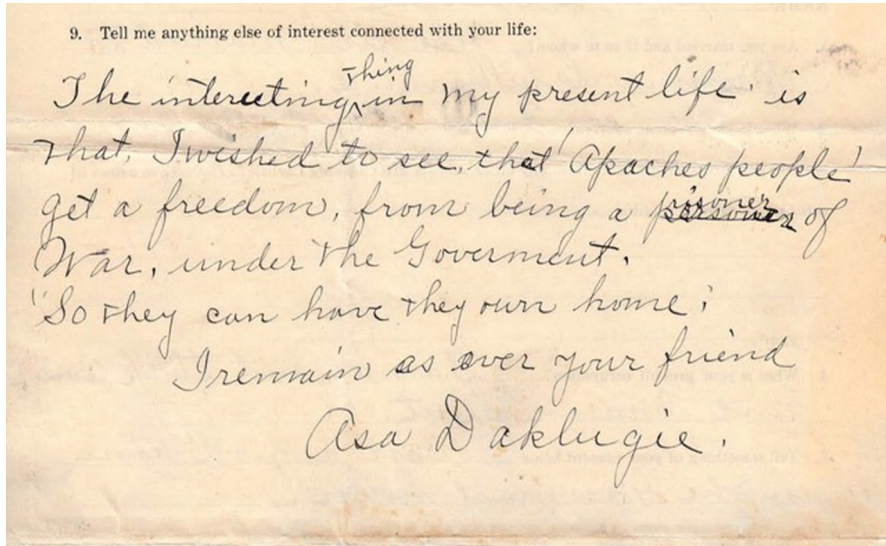 9. Tell me anything else of interest connected with your life:
The interesting thing in my present life is
that, I wished to see, that 'Apaches people'
get a freedom, from being a prisoner of
War, under the Goverment.
"So they can have they own home;
I remain as ever your friend
Asa Daklugie.